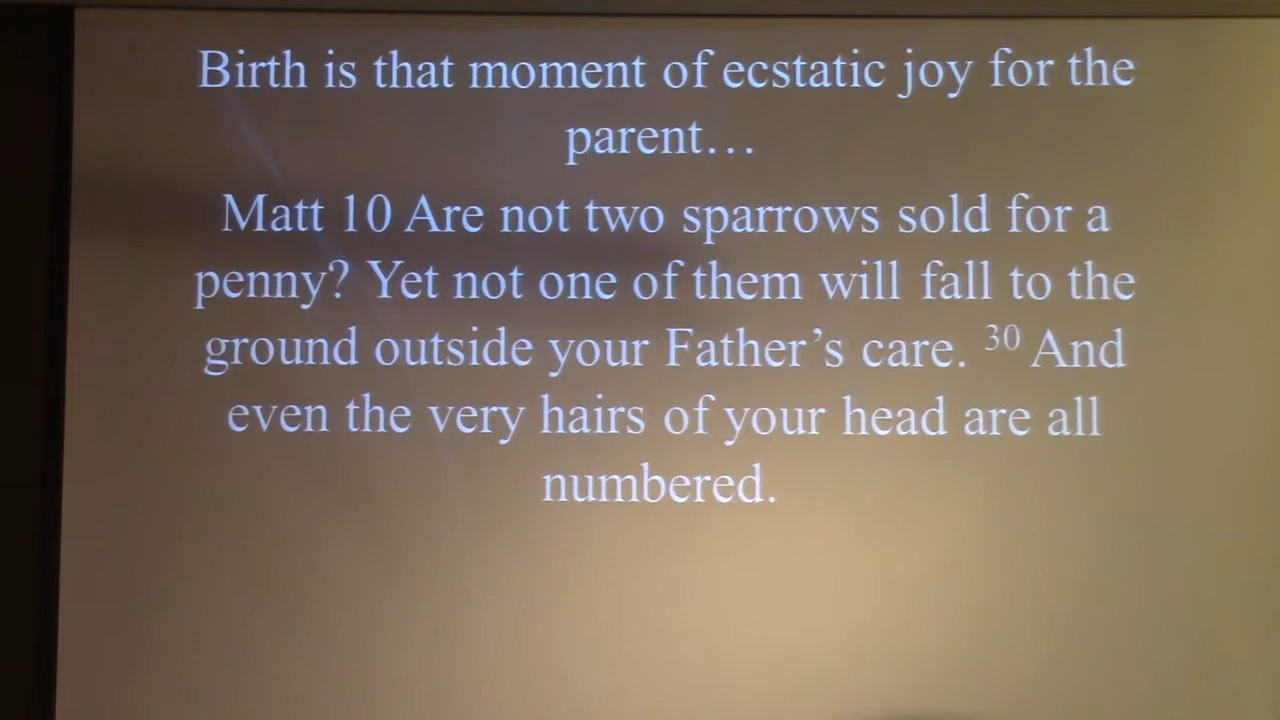 Birth is that moment of ecstatic joy for the
parent…
Matt 10 Are not two sparrows sold for a
penny? Yet not one of them will fall to the
ground outside your Father’s care. ³⁰ And
even the very hairs of your head are all
numbered.